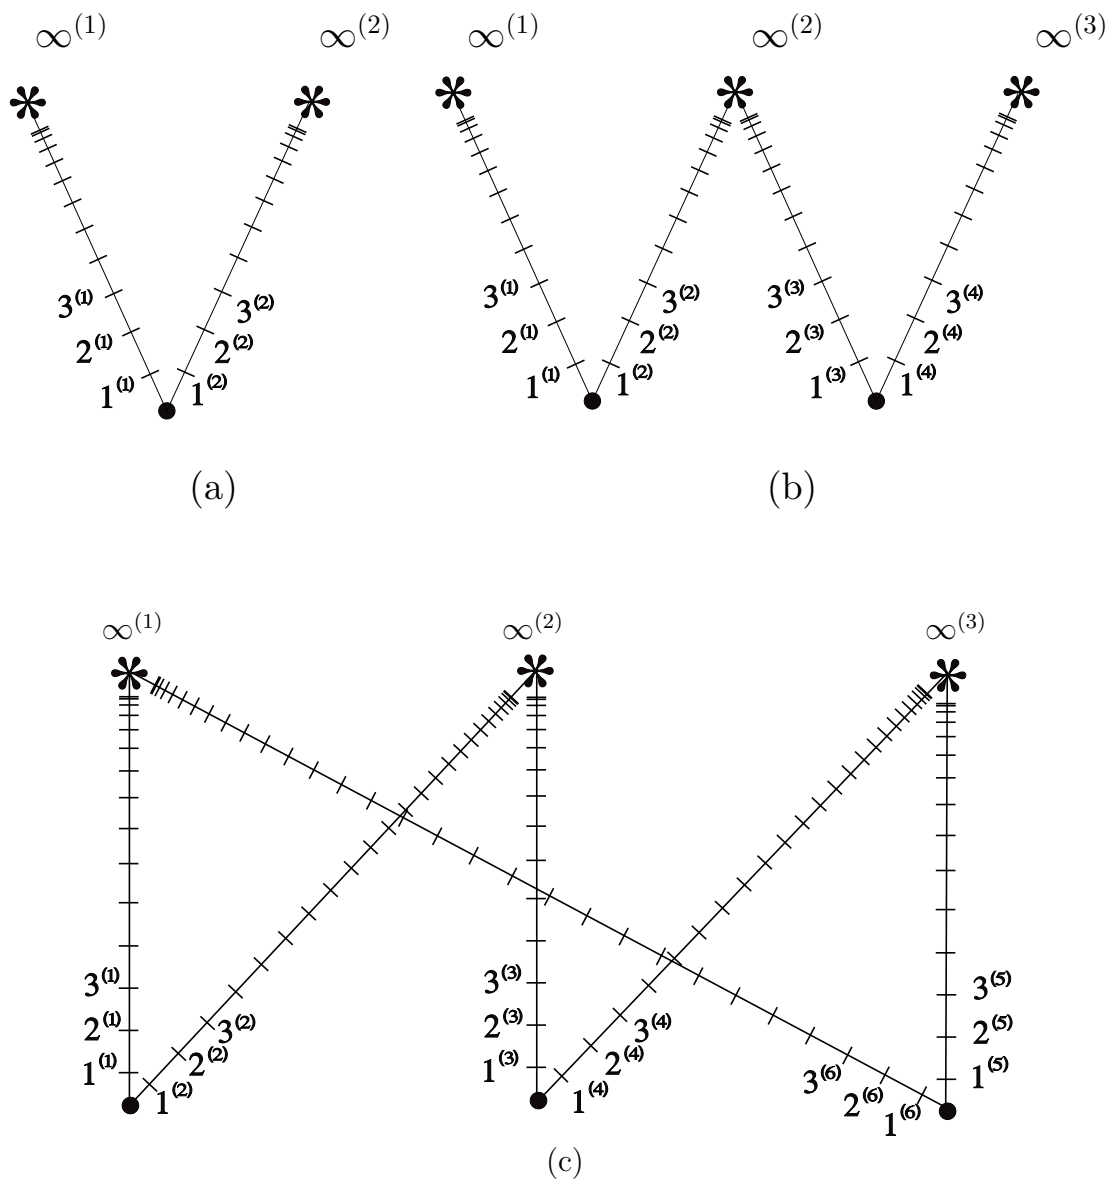 ∞⁽¹⁾ ∞⁽²⁾ ∞⁽¹⁾ ∞⁽²⁾ ∞⁽³⁾
3⁽¹⁾ 3⁽²⁾ 3⁽¹⁾ 3⁽²⁾ 3⁽³⁾ 3⁽⁴⁾
2⁽¹⁾ 2⁽²⁾ 2⁽¹⁾ 2⁽²⁾ 2⁽³⁾ 2⁽⁴⁾
1⁽¹⁾ 1⁽²⁾ 1⁽¹⁾ 1⁽²⁾ 1⁽³⁾ 1⁽⁴⁾
(a) (b)
∞⁽¹⁾ ∞⁽²⁾ ∞⁽³⁾
3⁽¹⁾ 3⁽²⁾ 3⁽³⁾ 3⁽⁴⁾ 3⁽⁶⁾ 3⁽⁵⁾
2⁽¹⁾ 2⁽²⁾ 2⁽³⁾ 2⁽⁴⁾ 2⁽⁶⁾ 2⁽⁵⁾
1⁽¹⁾ 1⁽²⁾ 1⁽³⁾ 1⁽⁴⁾ 1⁽⁶⁾ 1⁽⁵⁾
(c)